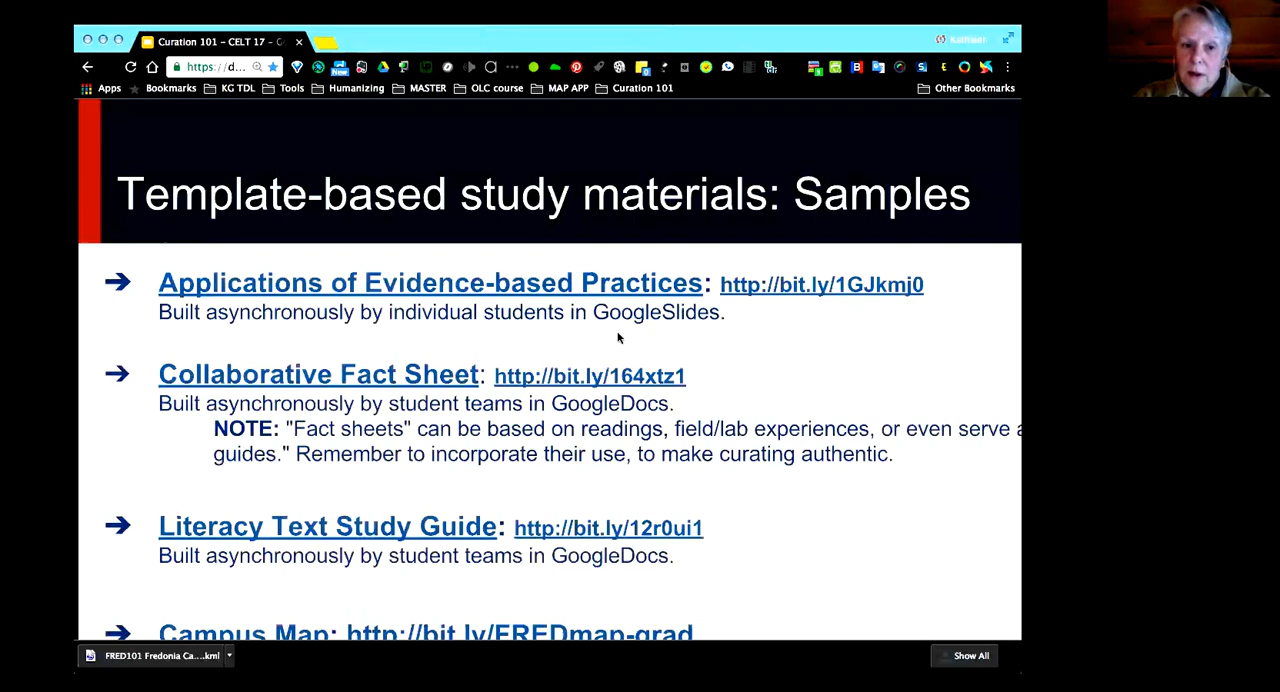 Curation 101 - CELT 17 - G
https://d...
New
Apps
Bookmarks
KG TDL
Tools
Humanizing
MASTER
OLC course
MAP APP
Curation 101
Other Bookmarks
Template-based study materials: Samples
➔ Applications of Evidence-based Practices: http://bit.ly/1GJkmj0
Built asynchronously by individual students in GoogleSlides.
➔ Collaborative Fact Sheet: http://bit.ly/164xtz1
Built asynchronously by student teams in GoogleDocs.
NOTE: "Fact sheets" can be based on readings, field/lab experiences, or even serve a
guides." Remember to incorporate their use, to make curating authentic.
➔ Literacy Text Study Guide: http://bit.ly/12r0ui1
Built asynchronously by student teams in GoogleDocs.
➔ Campus Map: http://bit.ly/FREDmap-grad
FRED101 Fredonia Ca....kml
Show All